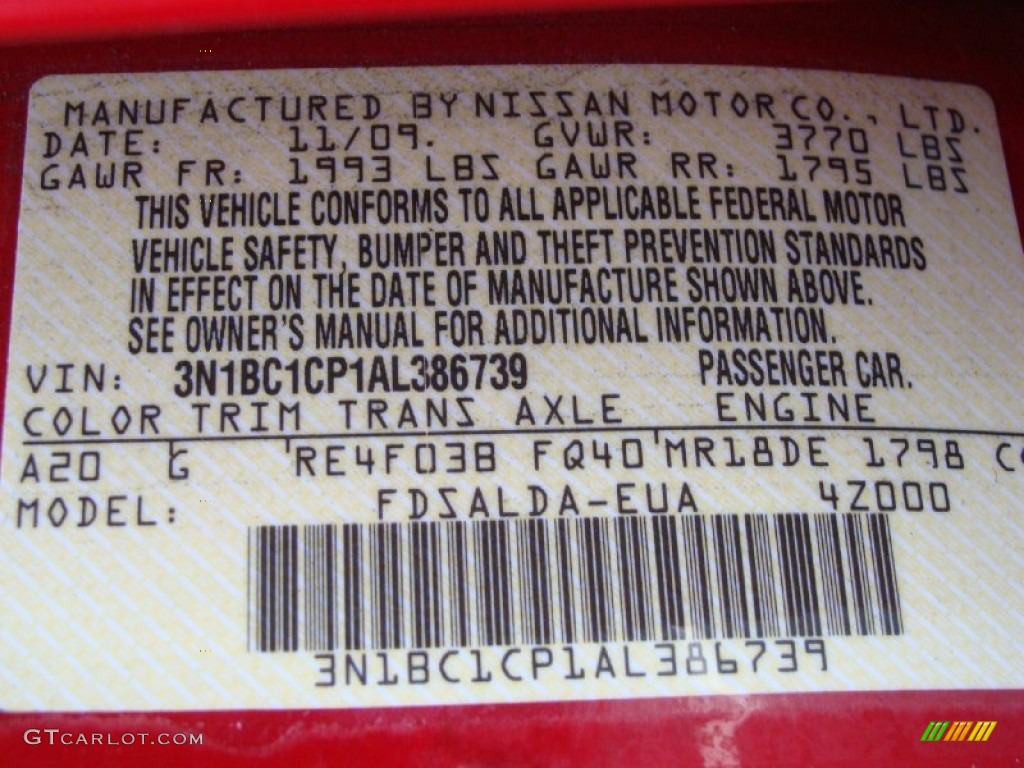 MANUFACTURED BY NISSAN MOTOR CO., LTD.
DATE: 11/09. GVWR: 3770 LBS
GAWR FR: 1993 LBS GAWR RR: 1795 LBS
THIS VEHICLE CONFORMS TO ALL APPLICABLE FEDERAL MOTOR
VEHICLE SAFETY, BUMPER AND THEFT PREVENTION STANDARDS
IN EFFECT ON THE DATE OF MANUFACTURE SHOWN ABOVE.
SEE OWNER'S MANUAL FOR ADDITIONAL INFORMATION.
VIN: 3N1BC1CP1AL386739 PASSENGER CAR.
COLOR TRIM TRANS AXLE ENGINE
A20 G RE4F03B FQ40 MR18DE 1798
MODEL: FDSALDA-EUA 4Z000
3N1BC1CP1AL386739
GTCARLOT.COM